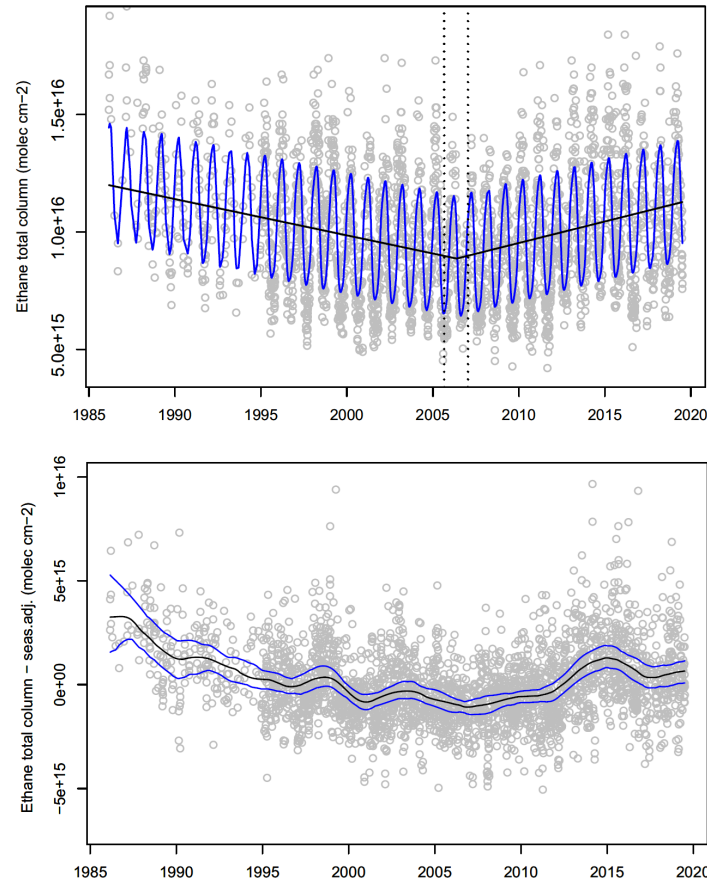 Ethane total column (molec cm−2)
1.5e+16
1.0e+16
5.0e+15
1985 1990 1995 2000 2005 2010 2015 2020
Ethane total column − seas.adj. (molec cm−2)
1e+16
5e+15
0e+00
−5e+15
1985 1990 1995 2000 2005 2010 2015 2020